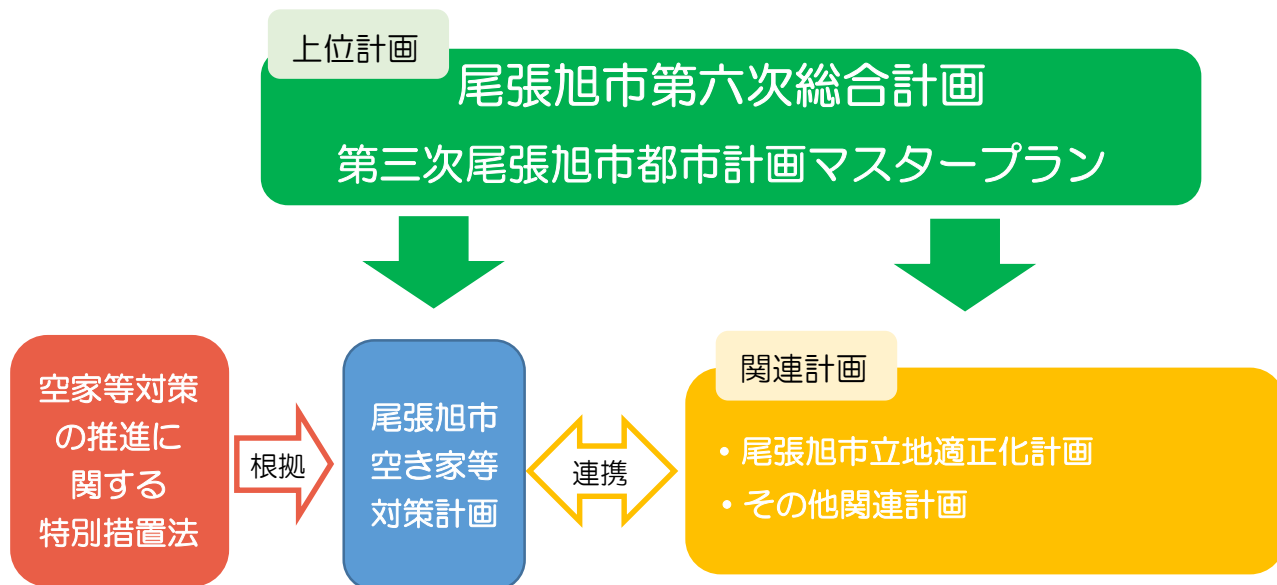 上位計画
尾張旭市第六次総合計画
第三次尾張旭市都市計画マスタープラン
空家等対策
の推進に
関する
特別措置法
根拠
尾張旭市
空き家等
対策計画
連携
関連計画
・尾張旭市立地適正化計画
・その他関連計画